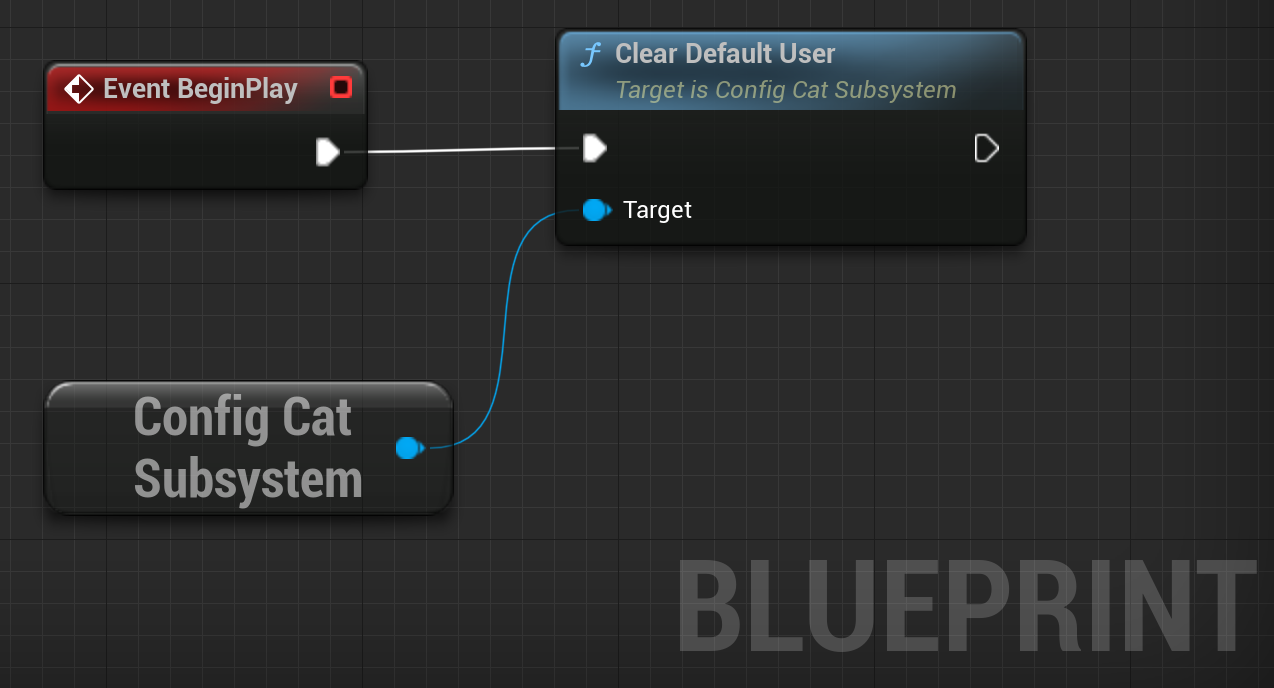 Event BeginPlay
Clear Default User
Target is Config Cat Subsystem
Target
Config Cat
Subsystem
BLUEPRINT